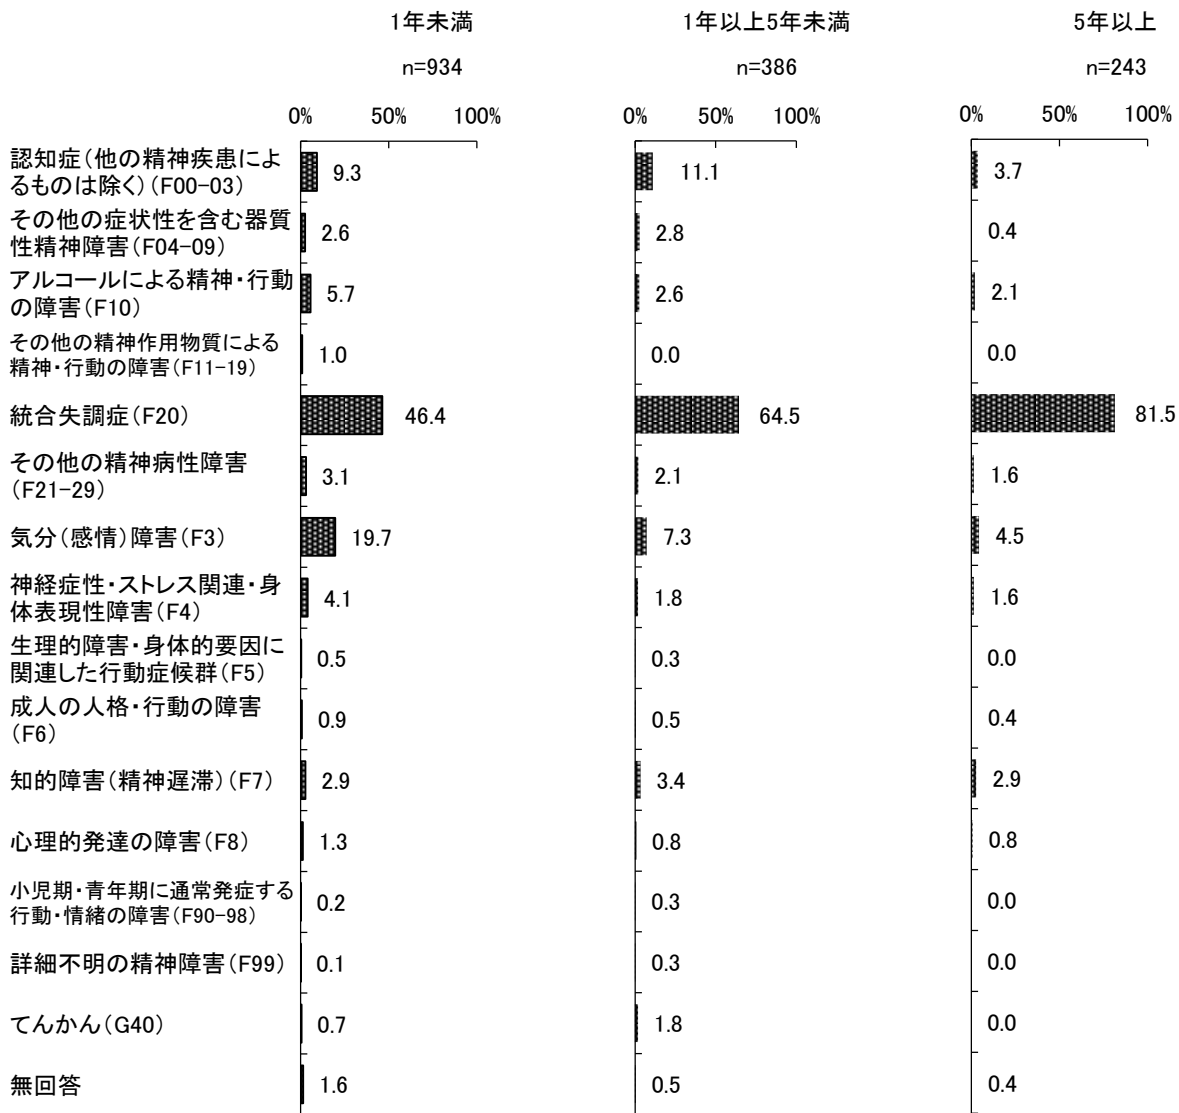 1年未満 1年以上5年未満 5年以上
n=934 n=386 n=243
0% 50% 100% 0% 50% 100% 0% 50% 100%
認知症(他の精神疾患によ
るものは除く)(F00-03) 9.3 11.1 3.7
その他の症状性を含む器質
性精神障害(F04-09) 2.6 2.8 0.4
アルコールによる精神・行動
の障害(F10) 5.7 2.6 2.1
その他の精神作用物質による
精神・行動の障害(F11-19) 1.0 0.0 0.0
統合失調症(F20) 46.4 64.5 81.5
その他の精神病性障害
(F21-29) 3.1 2.1 1.6
気分(感情)障害(F3) 19.7 7.3 4.5
神経症性・ストレス関連・身
体表現性障害(F4) 4.1 1.8 1.6
生理的障害・身体的要因に
関連した行動症候群(F5) 0.5 0.3 0.0
成人の人格・行動の障害
(F6) 0.9 0.5 0.4
知的障害(精神遅滞)(F7) 2.9 3.4 2.9
心理的発達の障害(F8) 1.3 0.8 0.8
小児期・青年期に通常発症する
行動・情緒の障害(F90-98) 0.2 0.3 0.0
詳細不明の精神障害(F99) 0.1 0.3 0.0
てんかん(G40) 0.7 1.8 0.0
無回答 1.6 0.5 0.4